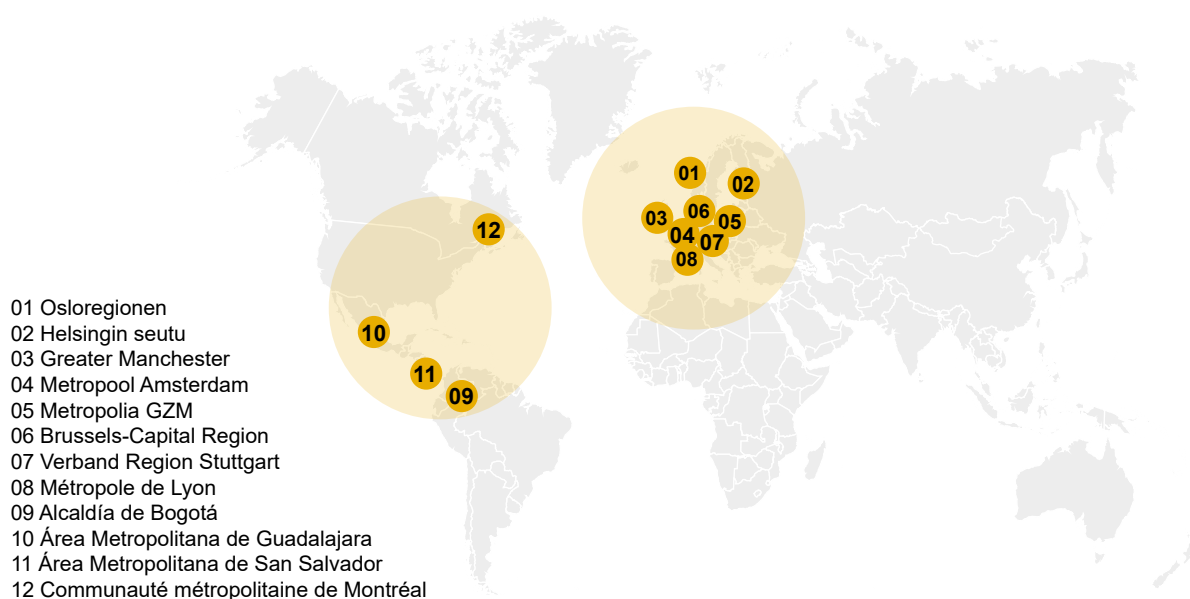 01
02
03
06
05
04
07
08
12
10
11
09
01 Osloregionen
02 Helsingin seutu
03 Greater Manchester
04 Metropool Amsterdam
05 Metropolia GZM
06 Brussels-Capital Region
07 Verband Region Stuttgart
08 Métropole de Lyon
09 Alcaldía de Bogotá
10 Área Metropolitana de Guadalajara
11 Área Metropolitana de San Salvador
12 Communauté métropolitaine de Montréal